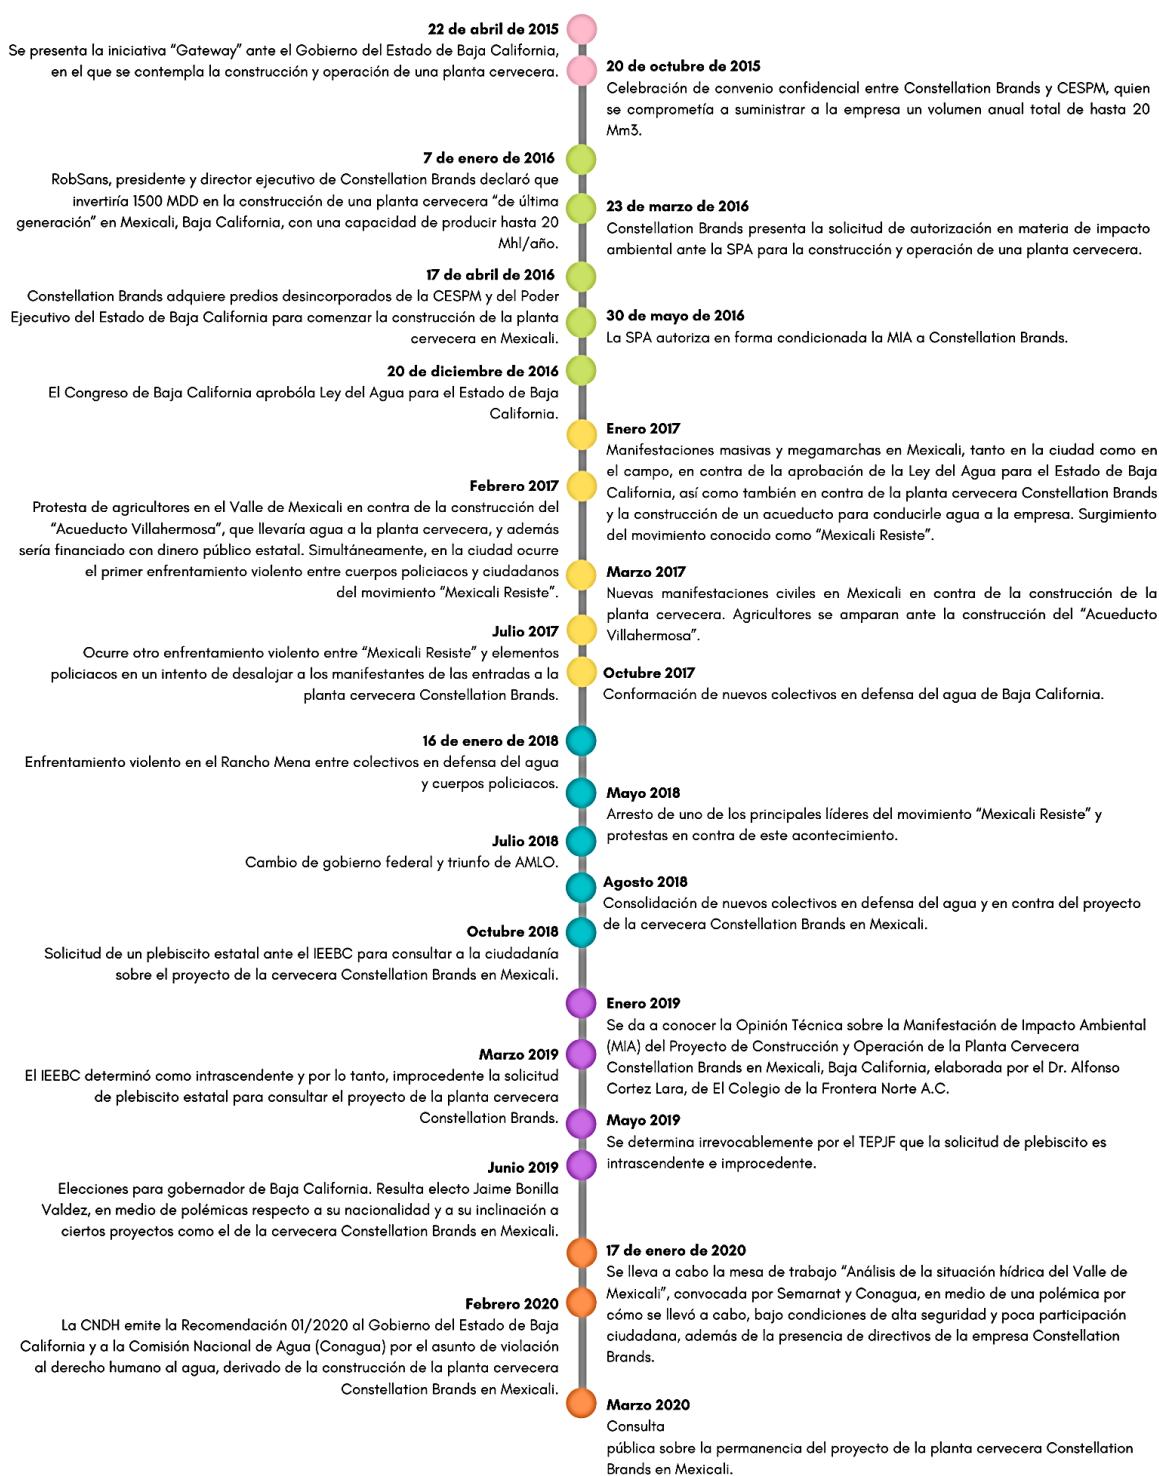 22 de abril de 2015
Se presenta la iniciativa “Gateway” ante el Gobierno del Estado de Baja California,
en el que se contempla la construcción y operación de una planta cervecera.
20 de octubre de 2015
Celebración de convenio confidencial entre Constellation Brands y CESPM, quien
se comprometía a suministrar a la empresa un volumen anual total de hasta 20
Mm3.
7 de enero de 2016
RobSans, presidente y director ejecutivo de Constellation Brands declaró que
invertiría 1500 MDD en la construcción de una planta cervecera “de última
generación” en Mexicali, Baja California, con una capacidad de producir hasta 20
Mhl/año.
23 de marzo de 2016
Constellation Brands presenta la solicitud de autorización en materia de impacto
ambiental ante la SPA para la construcción y operación de una planta cervecera.
17 de abril de 2016
Constellation Brands adquiere predios desincorporados de la CESPM y del Poder
Ejecutivo del Estado de Baja California para comenzar la construcción de la planta
cervecera en Mexicali.
30 de mayo de 2016
La SPA autoriza en forma condicionada la MIA a Constellation Brands.
20 de diciembre de 2016
El Congreso de Baja California aprobóla Ley del Agua para el Estado de Baja
California.
Enero 2017
Manifestaciones masivas y megamarchas en Mexicali, tanto en la ciudad como en
el campo, en contra de la aprobación de la Ley del Agua para el Estado de Baja
California, así como también en contra de la planta cervecera Constellation Brands
y la construcción de un acueducto para conducirle agua a la empresa. Surgimiento
del movimiento conocido como “Mexicali Resiste”.
Febrero 2017
Protesta de agricultores en el Valle de Mexicali en contra de la construcción del
“Acueducto Villahermosa”, que llevaría agua a la planta cervecera, y además
sería financiado con dinero público estatal. Simultáneamente, en la ciudad ocurre
el primer enfrentamiento violento entre cuerpos policiacos y ciudadanos
del movimiento “Mexicali Resiste”.
Marzo 2017
Nuevas manifestaciones civiles en Mexicali en contra de la construcción de la
planta cervecera. Agricultores se amparan ante la construcción del “Acueducto
Villahermosa”.
Julio 2017
Ocurre otro enfrentamiento violento entre “Mexicali Resiste” y elementos
policiacos en un intento de desalojar a los manifestantes de las entradas a la
planta cervecera Constellation Brands.
Octubre 2017
Conformación de nuevos colectivos en defensa del agua de Baja California.
16 de enero de 2018
Enfrentamiento violento en el Rancho Mena entre colectivos en defensa del agua
y cuerpos policiacos.
Mayo 2018
Arresto de uno de los principales líderes del movimiento “Mexicali Resiste” y
protestas en contra de este acontecimiento.
Julio 2018
Cambio de gobierno federal y triunfo de AMLO.
Agosto 2018
Consolidación de nuevos colectivos en defensa del agua y en contra del proyecto
de la cervecera Constellation Brands en Mexicali.
Octubre 2018
Solicitud de un plebiscito estatal ante el IEEBC para consultar a la ciudadanía
sobre el proyecto de la cervecera Constellation Brands en Mexicali.
Enero 2019
Se da a conocer la Opinión Técnica sobre la Manifestación de Impacto Ambiental
(MIA) del Proyecto de Construcción y Operación de la Planta Cervecera
Constellation Brands en Mexicali, Baja California, elaborada por el Dr. Alfonso
Cortez Lara, de El Colegio de la Frontera Norte A.C.
Marzo 2019
El IEEBC determinó como intrascendente y por lo tanto, improcedente la solicitud
de plebiscito estatal para consultar el proyecto de la planta cervecera
Constellation Brands.
Mayo 2019
Se determina irrevocablemente por el TEPJF que la solicitud de plebiscito es
intrascendente e improcedente.
Junio 2019
Elecciones para gobernador de Baja California. Resulta electo Jaime Bonilla
Valdez, en medio de polémicas respecto a su nacionalidad y a su inclinación a
ciertos proyectos como el de la cervecera Constellation Brands en Mexicali.
17 de enero de 2020
Se lleva a cabo la mesa de trabajo “Análisis de la situación hídrica del Valle de
Mexicali”, convocada por Semarnat y Conagua, en medio de una polémica por
cómo se llevó a cabo, bajo condiciones de alta seguridad y poca participación
ciudadana, además de la presencia de directivos de la empresa Constellation
Brands.
Febrero 2020
La CNDH emite la Recomendación 01/2020 al Gobierno del Estado de Baja
California y a la Comisión Nacional de Agua (Conagua) por el asunto de violación
al derecho humano al agua, derivado de la construcción de la planta cervecera
Constellation Brands en Mexicali.
Marzo 2020
Consulta
pública sobre la permanencia del proyecto de la planta cervecera Constellation
Brands en Mexicali.